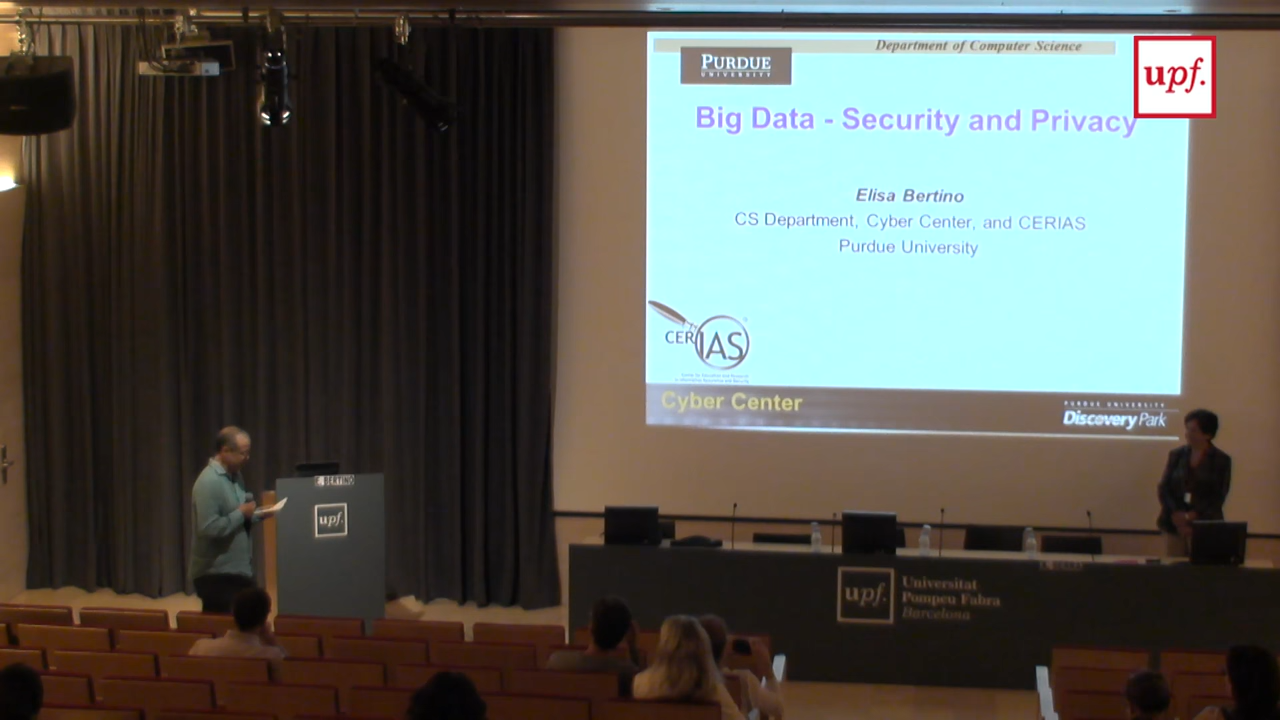 Department of Computer Science
PURDUE
UNIVERSITY
upf.
Big Data - Security and Privacy
Elisa Bertino
CS Department, Cyber Center, and CERIAS
Purdue University
CERIAS
Cyber Center
PURDUE UNIVERSITY
Discovery Park
E. BERTINO
upf.
upf.
Universitat
Pompeu Fabra
Barcelona